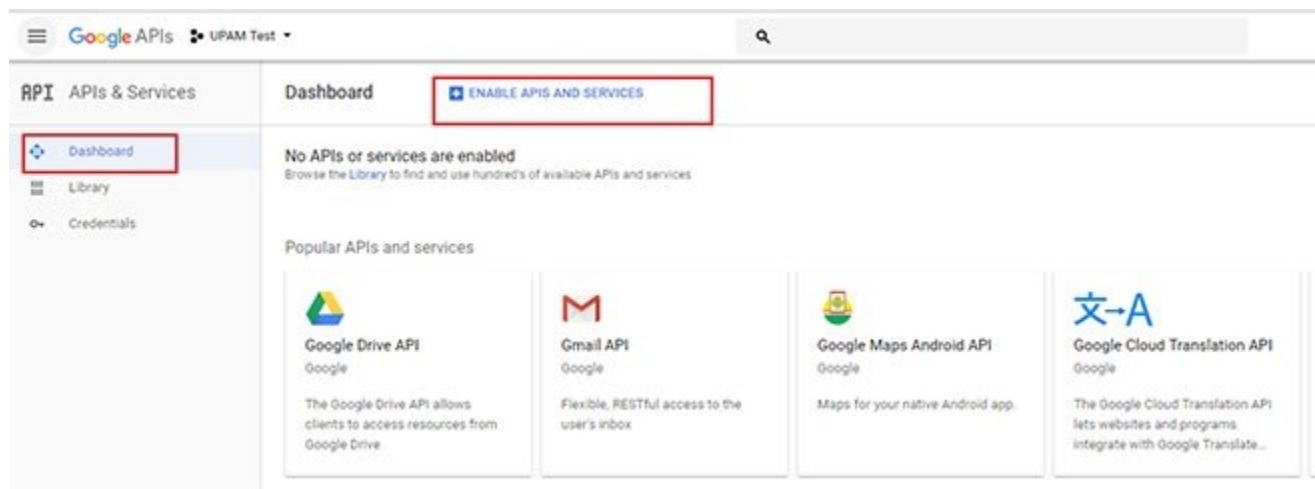 Google APIs UPAM Test
API APIs & Services
Dashboard
Library
Credentials
Dashboard ENABLE APIS AND SERVICES
No APIs or services are enabled
Browse the Library to find and use hundred's of available APIs and services
Popular APIs and services
Google Drive API
Google
The Google Drive API allows
clients to access resources from
Google Drive
Gmail API
Google
Flexible, RESTful access to the
user's inbox
Google Maps Android API
Google
Maps for your native Android app.
文→A
Google Cloud Translation API
Google
The Google Cloud Translation API
lets websites and programs
integrate with Google Translate...